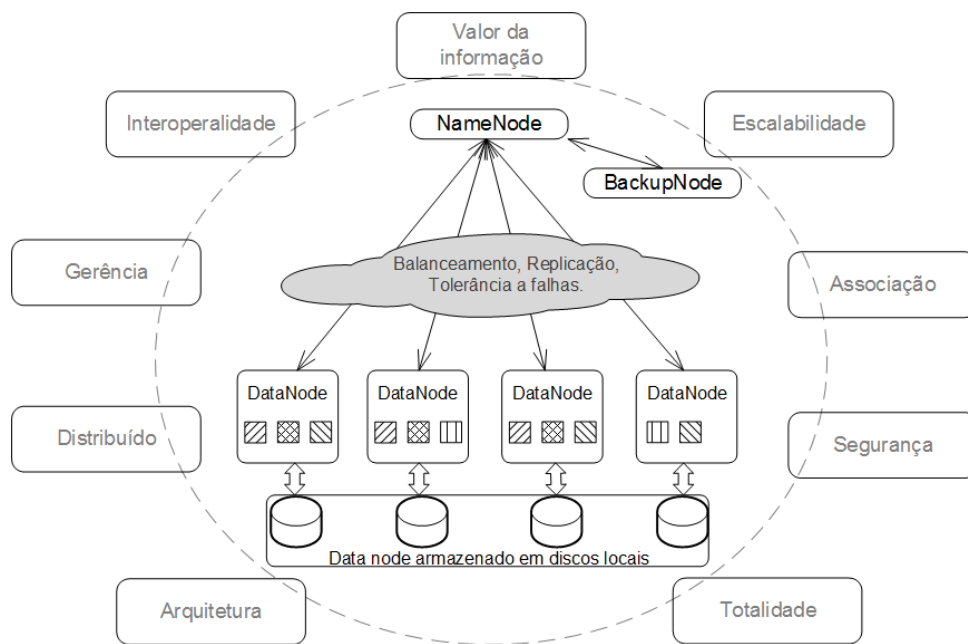 Valor da
informação
Interoperalidade
NameNode
Escalabilidade
BackupNode
Gerência
Balanceamento, Replicação,
Tolerância a falhas.
Associação
DataNode
DataNode
DataNode
DataNode
Distribuído
Segurança
Data node armazenado em discos locais
Arquitetura
Totalidade